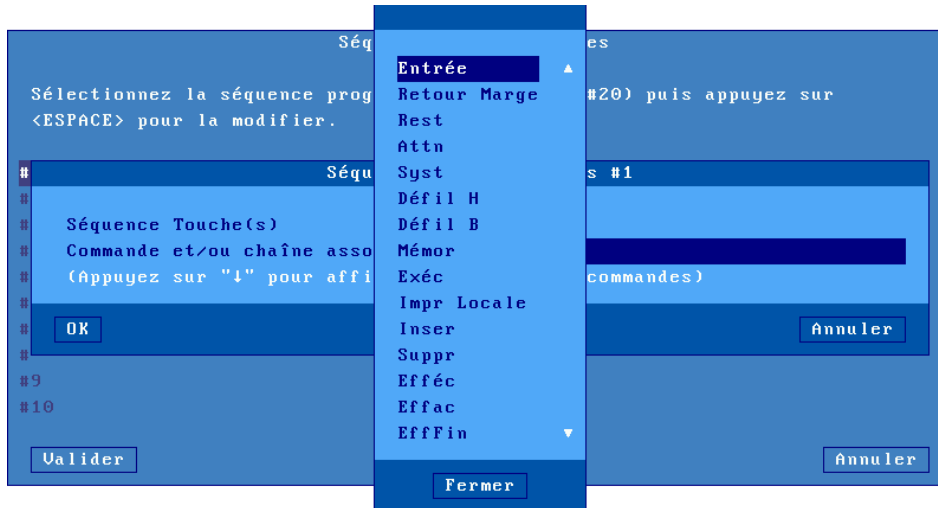 Séq es
Entrée ▲
Sélectionnez la séquence prog Retour Marge #20) puis appuyez sur
<ESPACE> pour la modifier. Rest
Attn
# Séqu Syst s #1
# Défil H
# Séquence Touche(s) Défil B
# Commande et/ou chaîne asso Mémor
# (Appuyez sur "↓" pour affi Exéc commandes)
# Impr Locale
# OK Inser Annuler
# Suppr
#9 Efféc
#10 Effac
EffFin ▼
Valider Annuler
Fermer